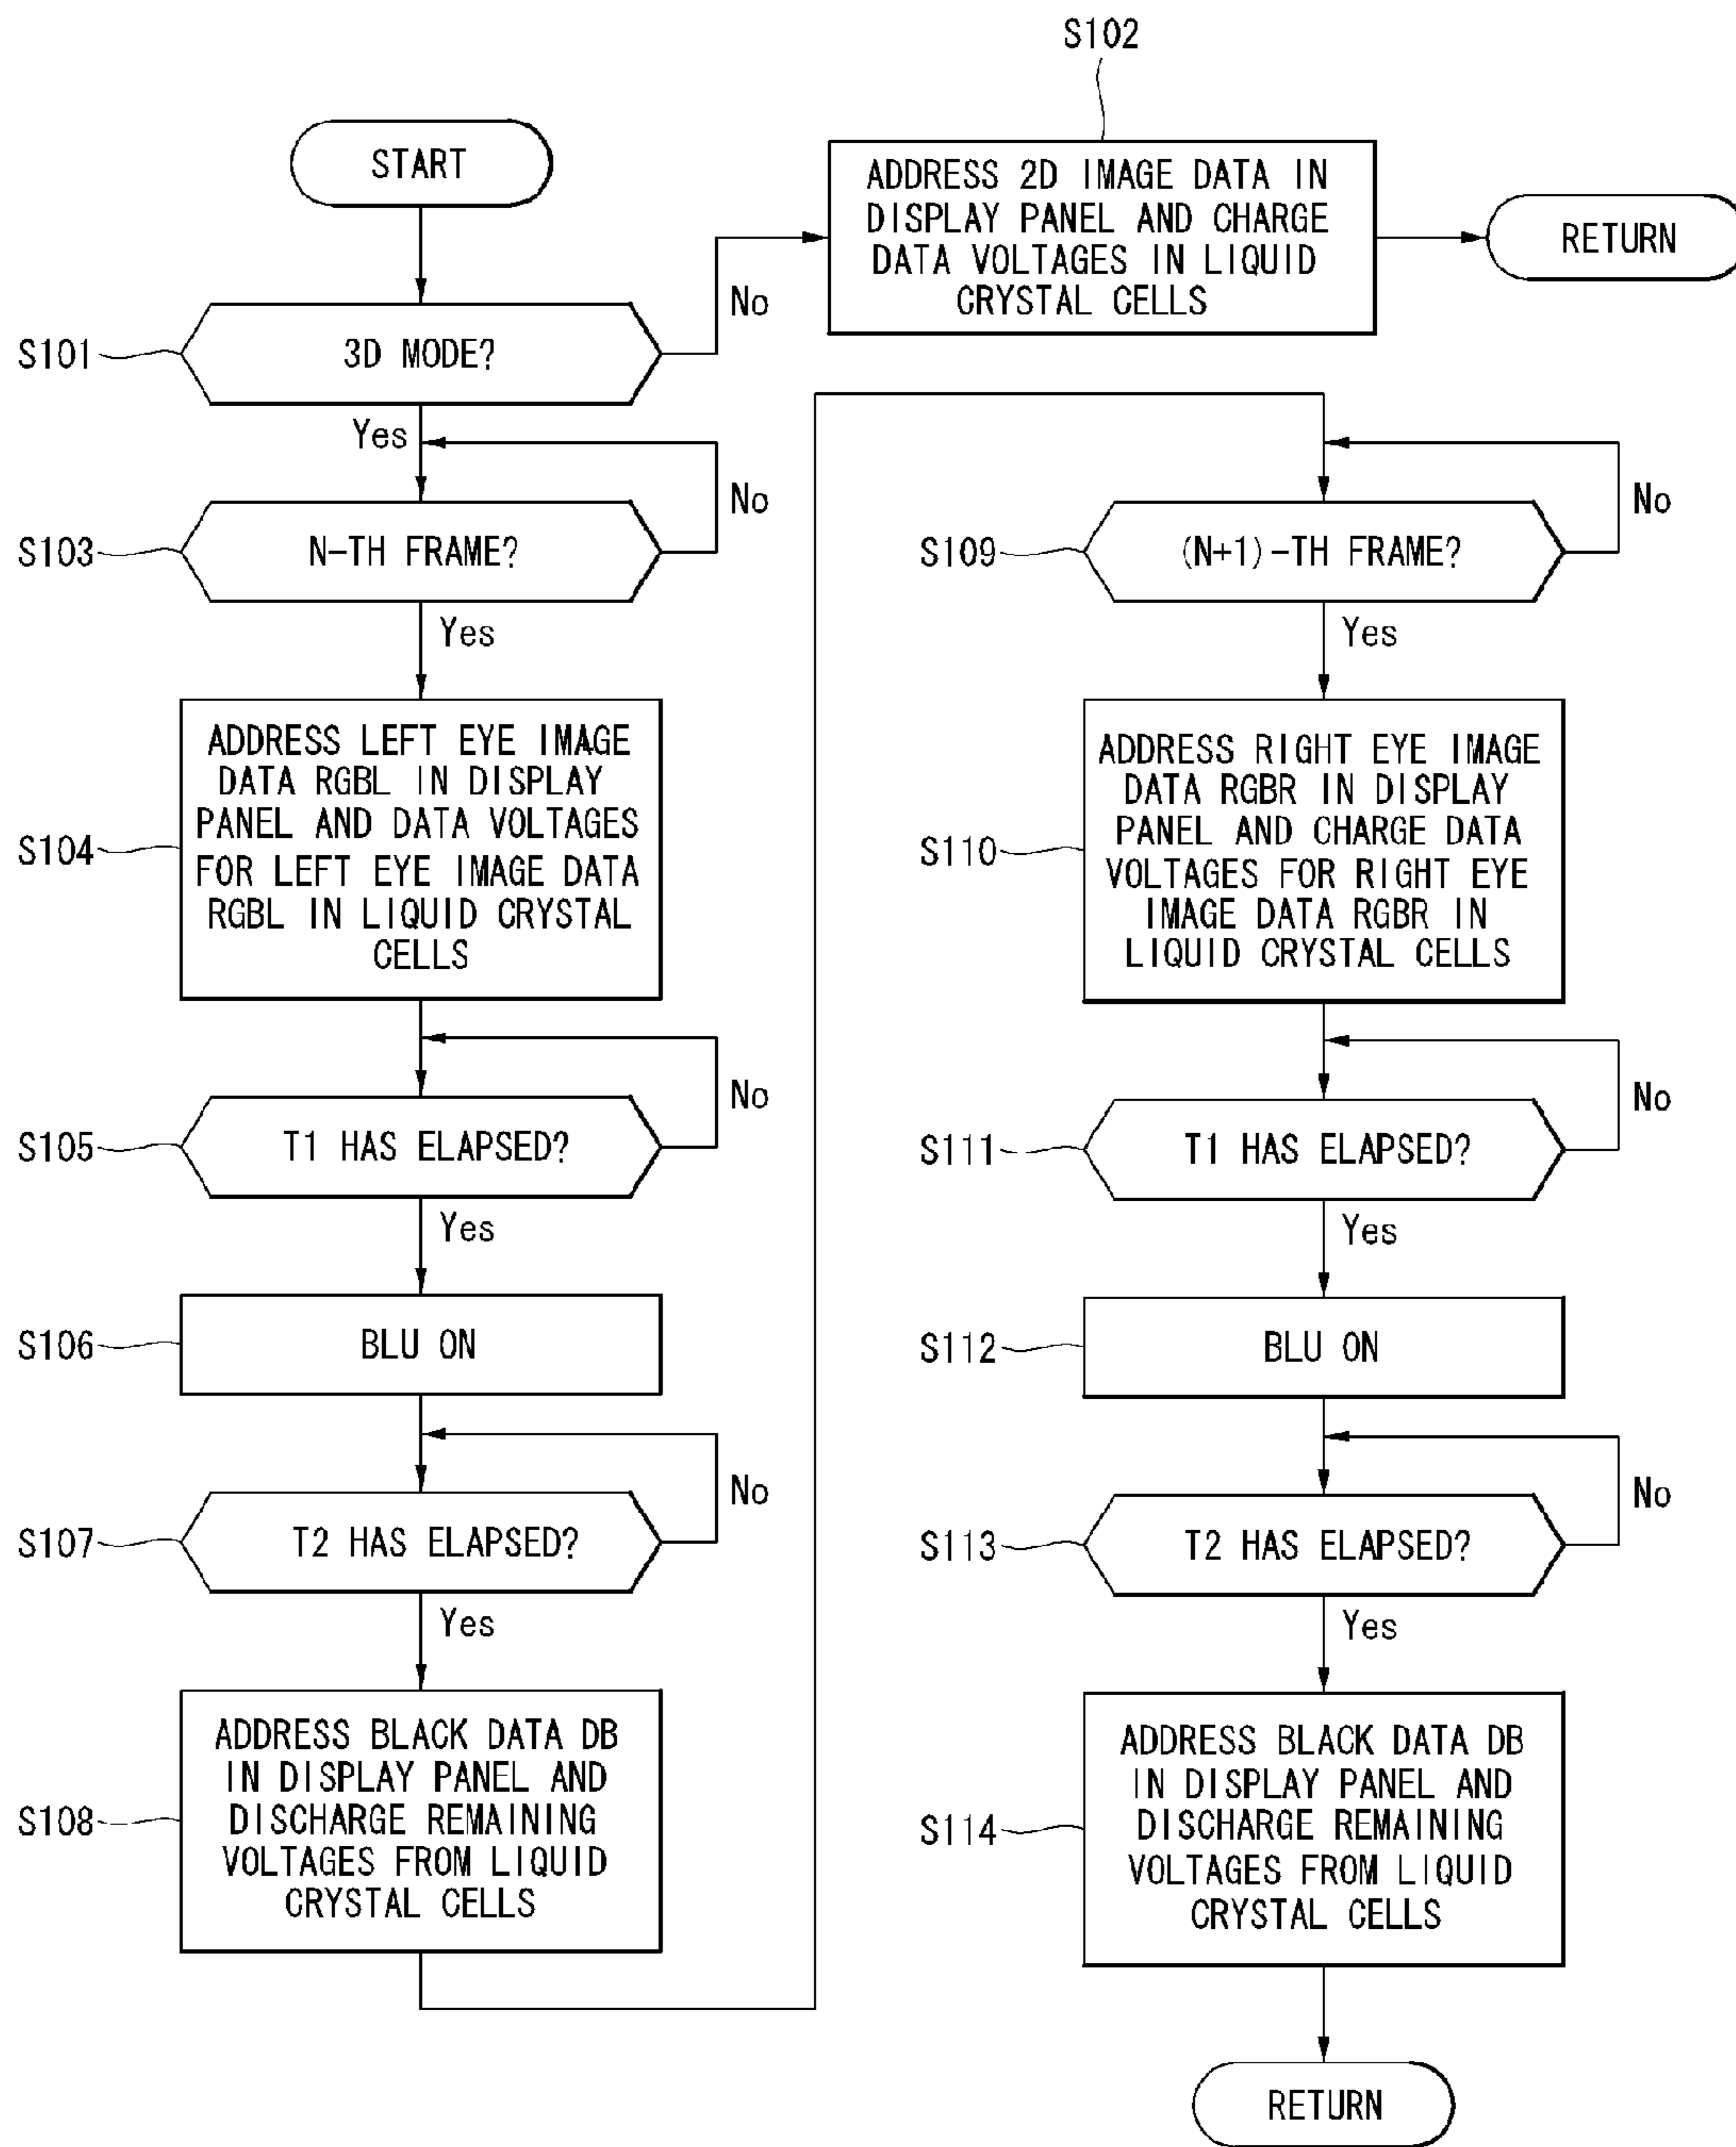 START
S101
3D MODE?
No
Yes
S102
ADDRESS 2D IMAGE DATA IN
DISPLAY PANEL AND CHARGE
DATA VOLTAGES IN LIQUID
CRYSTAL CELLS
RETURN
S103
N-TH FRAME?
No
Yes
S104
ADDRESS LEFT EYE IMAGE
DATA RGBL IN DISPLAY
PANEL AND DATA VOLTAGES
FOR LEFT EYE IMAGE DATA
RGBL IN LIQUID CRYSTAL
CELLS
S105
T1 HAS ELAPSED?
No
Yes
S106
BLU ON
S107
T2 HAS ELAPSED?
No
Yes
S108
ADDRESS BLACK DATA DB
IN DISPLAY PANEL AND
DISCHARGE REMAINING
VOLTAGES FROM LIQUID
CRYSTAL CELLS
S109
(N+1)-TH FRAME?
No
Yes
S110
ADDRESS RIGHT EYE IMAGE
DATA RGBR IN DISPLAY
PANEL AND CHARGE DATA
VOLTAGES FOR RIGHT EYE
IMAGE DATA RGBR IN
LIQUID CRYSTAL CELLS
S111
T1 HAS ELAPSED?
No
Yes
S112
BLU ON
S113
T2 HAS ELAPSED?
No
Yes
S114
ADDRESS BLACK DATA DB
IN DISPLAY PANEL AND
DISCHARGE REMAINING
VOLTAGES FROM LIQUID
CRYSTAL CELLS
RETURN